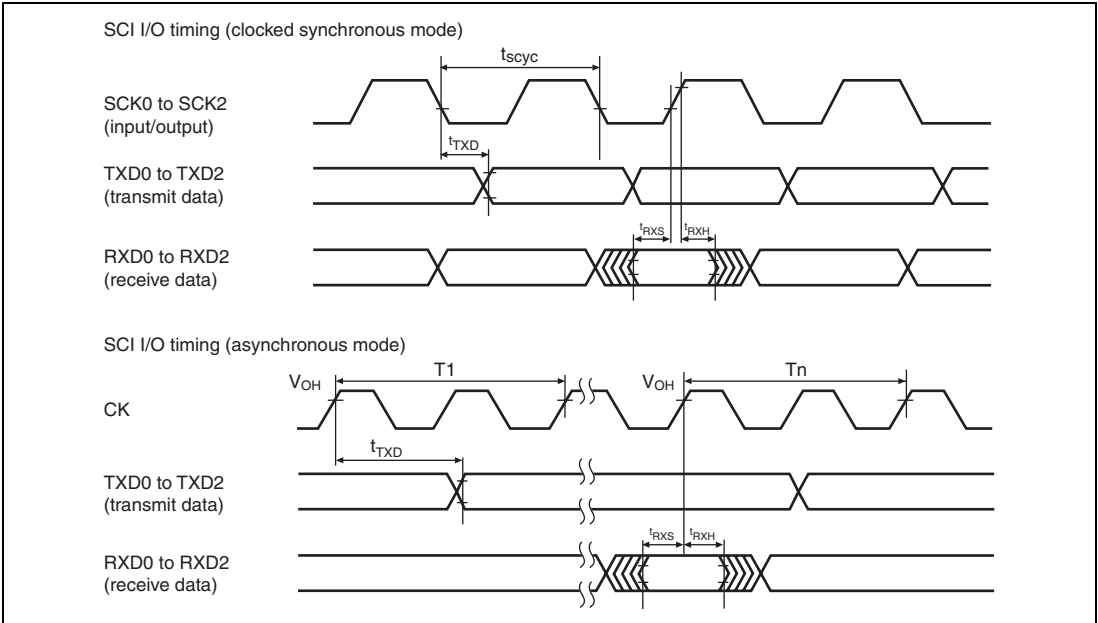 SCI I/O timing (clocked synchronous mode)
tscyc
SCK0 to SCK2
(input/output)
tTXD
TXD0 to TXD2
(transmit data)
tRXS tRXH
RXD0 to RXD2
(receive data)
SCI I/O timing (asynchronous mode)
VOH T1 VOH Tn
CK
tTXD
TXD0 to TXD2
(transmit data)
tRXS tRXH
RXD0 to RXD2
(receive data)